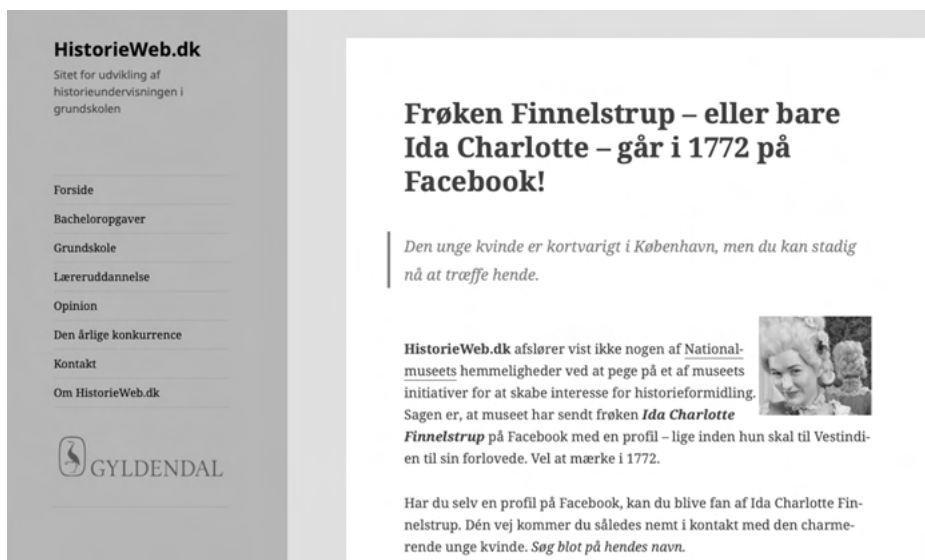 HistorieWeb.dk
Sitet for udvikling af
historieundervisningen i
grundskolen
Forside
Bacheloropgaver
Grundskole
Læreruddannelse
Opinion
Den årlige konkurrence
Kontakt
Om HistorieWeb.dk
GYLDENDAL
Frøken Finnelstrup – eller bare
Ida Charlotte – går i 1772 på
Facebook!
Den unge kvinde er kortvarigt i København, men du kan stadig
nå at træffe hende.
HistorieWeb.dk afslører vist ikke nogen af National-
museets hemmeligheder ved at pege på et af museets
initiativer for at skabe interesse for historieformidling.
Sagen er, at museet har sendt frøken Ida Charlotte
Finnelstrup på Facebook med en profil – lige inden hun skal til Vestindi-
en til sin forlovede. Vel at mærke i 1772.
Har du selv en profil på Facebook, kan du blive fan af Ida Charlotte Fin-
nelstrup. Dén vej kommer du således nemt i kontakt med den charme-
rende unge kvinde. Søg blot på hendes navn.